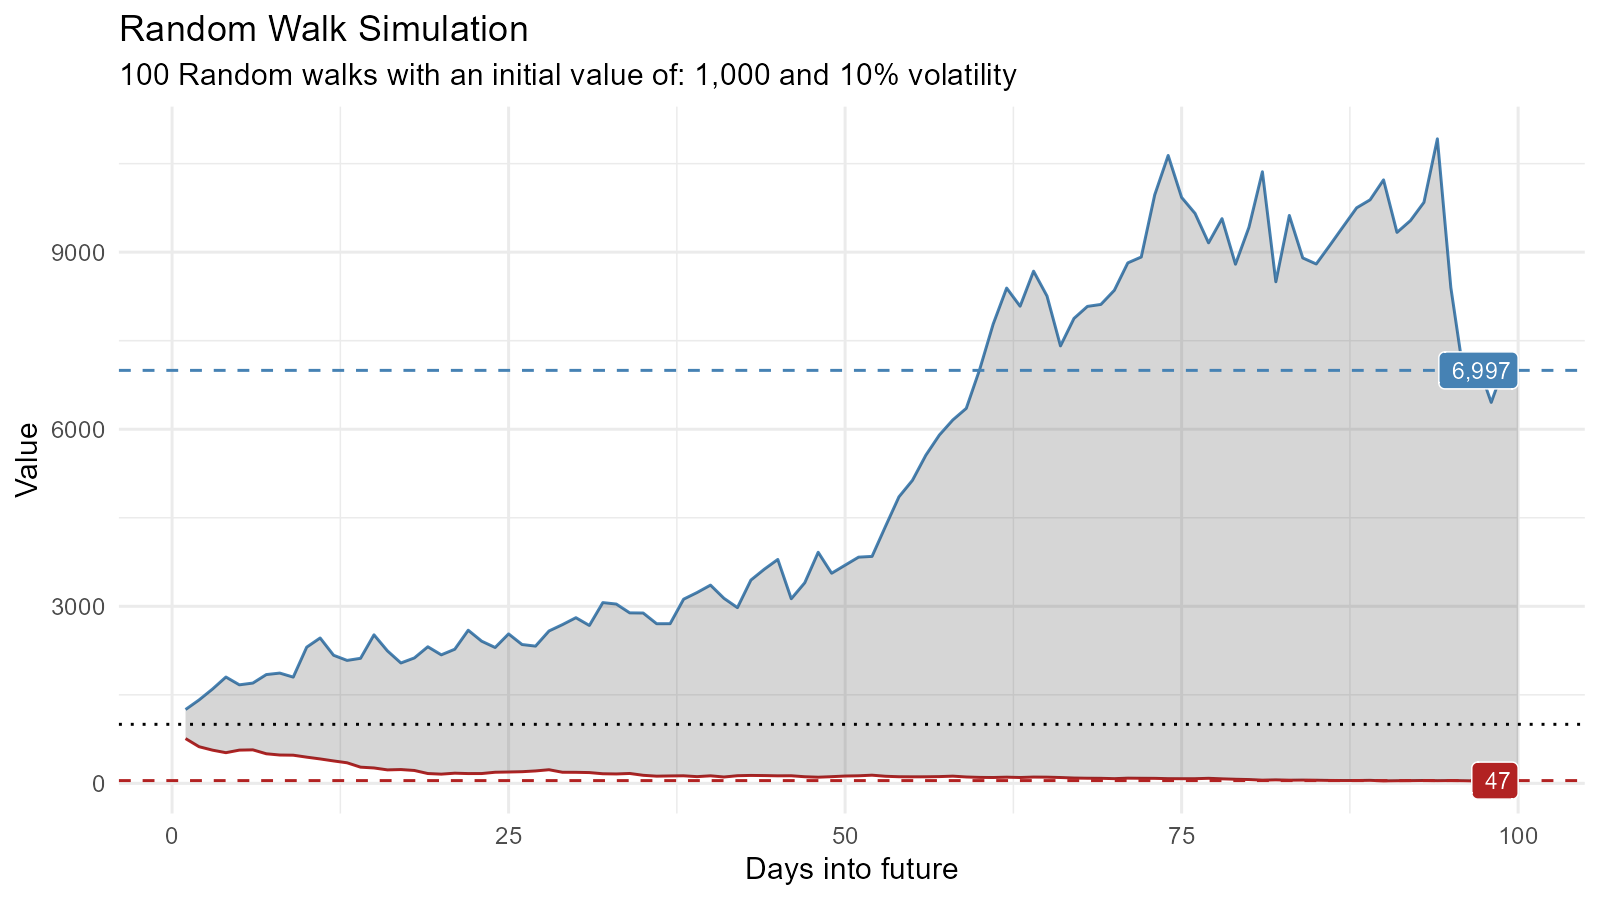 Random Walk Simulation
100 Random walks with an initial value of: 1,000 and 10% volatility
Value
9000
6000
3000
0
6,997
47
0 25 50 75 100
Days into future